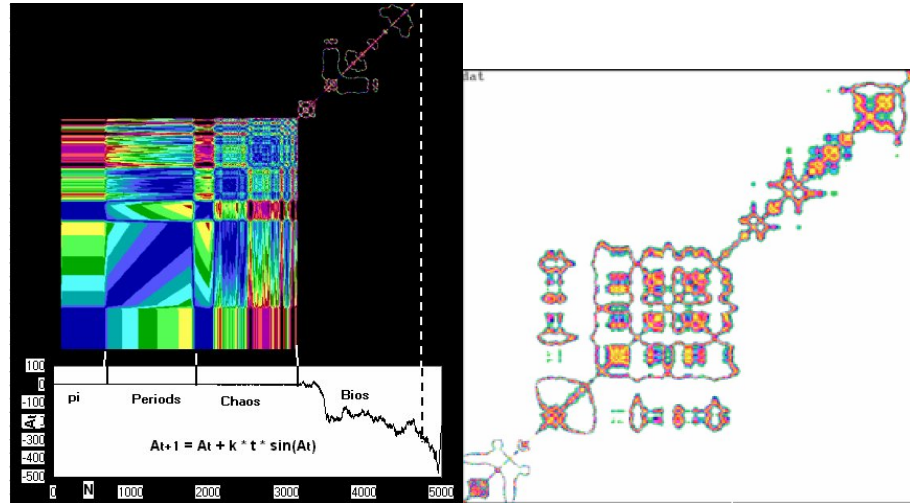 dat
100
0
-100
-200
-300
-400
-500
At
pi Periods Chaos Bios
At+1 = At + k * t * sin(At)
0 N 1000 2000 3000 4000 5000